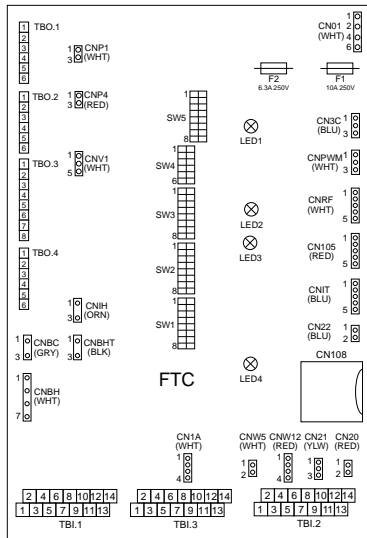 TBO.1
1
2
3
4
5
6
CNP1
(WHT)
1
3
CN01
(WHT)
1
2
4
6
F2
6.3A 250V
F1
10A 250V
TBO.2
1
2
3
4
5
6
CNP4
(RED)
1
3
SW5
1
8
LED1
CN3C
(BLU)
1
3
TBO.3
1
2
3
4
5
6
7
8
CNV1
(WHT)
1
5
SW4
1
6
CNPWM
(WHT)
1
3
SW3
1
8
LED2
CNRF
(WHT)
1
5
TBO.4
1
2
3
4
5
6
SW2
1
8
LED3
CN105
(RED)
1
5
CNIT
(BLU)
1
5
CNIH
(ORN)
1
3
SW1
1
8
CN22
(BLU)
1
2
CNBC
(GRY)
1
3
CNBHT
(BLK)
1
3
CNBH
(WHT)
1
7
FTC
LED4
CN108
CN1A
(WHT)
1
4
CNW5
(WHT)
1
2
CNW12
(RED)
1
4
CN21
(YLW)
1
3
CN20
(RED)
1
2
2 4 6 8 10 12 14
1 3 5 7 9 11 13
TBI.1
2 4 6 8 10 12 14
1 3 5 7 9 11 13
TBI.3
2 4 6 8 10 12 14
1 3 5 7 9 11 13
TBI.2